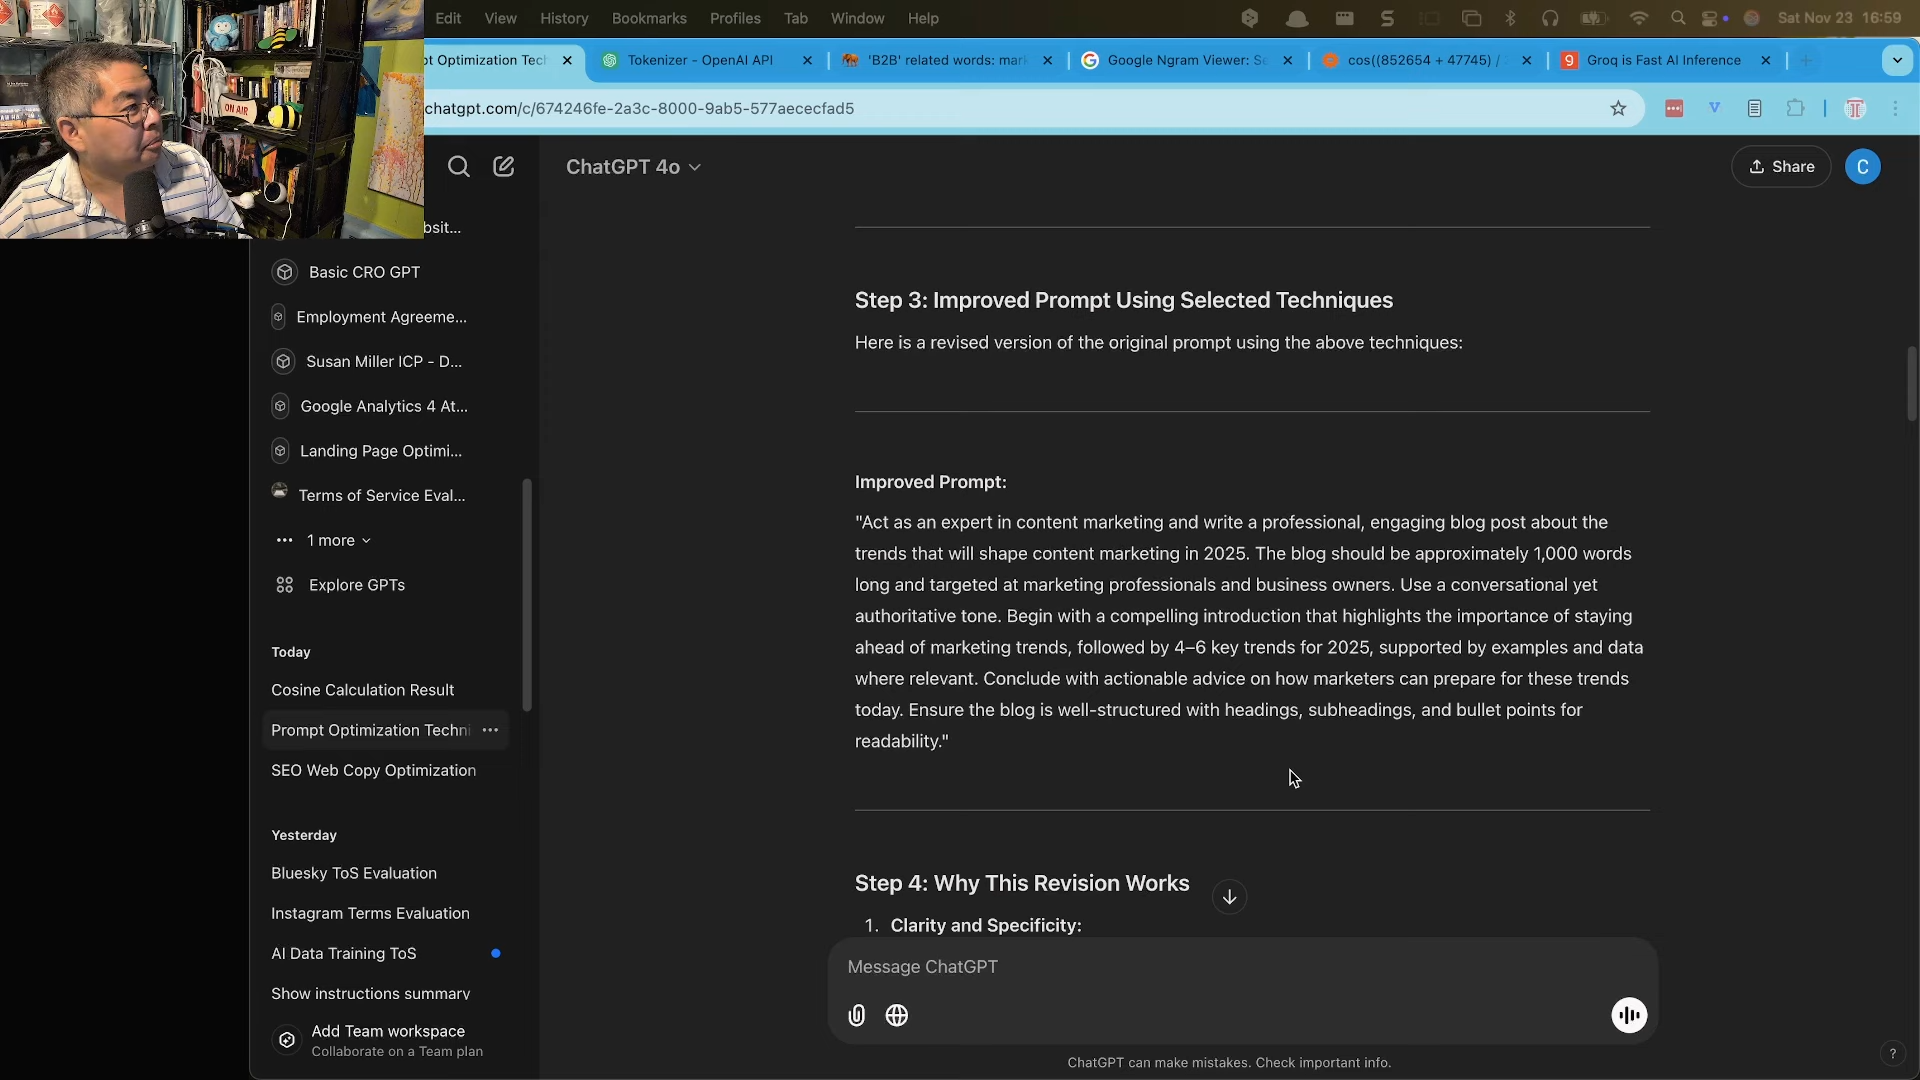 Edit View History Bookmarks Profiles Tab Window Help
Sat Nov 23 16:59
ON AIR
pt Optimization Tech
Tokenizer - OpenAI API
'B2B' related words: mark
Google Ngram Viewer: Se
cos((852654 + 47745) /
Groq is Fast AI Inference
chatgpt.com/c/674246fe-2a3c-8000-9ab5-577aececfad5
ChatGPT 4o
Share
C
bsit...
Basic CRO GPT
Employment Agreeme...
Susan Miller ICP - D...
Google Analytics 4 At...
Landing Page Optimi...
Terms of Service Eval...
1 more
Explore GPTs
Today
Cosine Calculation Result
Prompt Optimization Techni
SEO Web Copy Optimization
Yesterday
Bluesky ToS Evaluation
Instagram Terms Evaluation
AI Data Training ToS
Show instructions summary
Add Team workspace
Collaborate on a Team plan
Step 3: Improved Prompt Using Selected Techniques
Here is a revised version of the original prompt using the above techniques:
Improved Prompt:
"Act as an expert in content marketing and write a professional, engaging blog post about the
trends that will shape content marketing in 2025. The blog should be approximately 1,000 words
long and targeted at marketing professionals and business owners. Use a conversational yet
authoritative tone. Begin with a compelling introduction that highlights the importance of staying
ahead of marketing trends, followed by 4–6 key trends for 2025, supported by examples and data
where relevant. Conclude with actionable advice on how marketers can prepare for these trends
today. Ensure the blog is well-structured with headings, subheadings, and bullet points for
readability."
Step 4: Why This Revision Works
1. Clarity and Specificity:
Message ChatGPT
ChatGPT can make mistakes. Check important info.
?